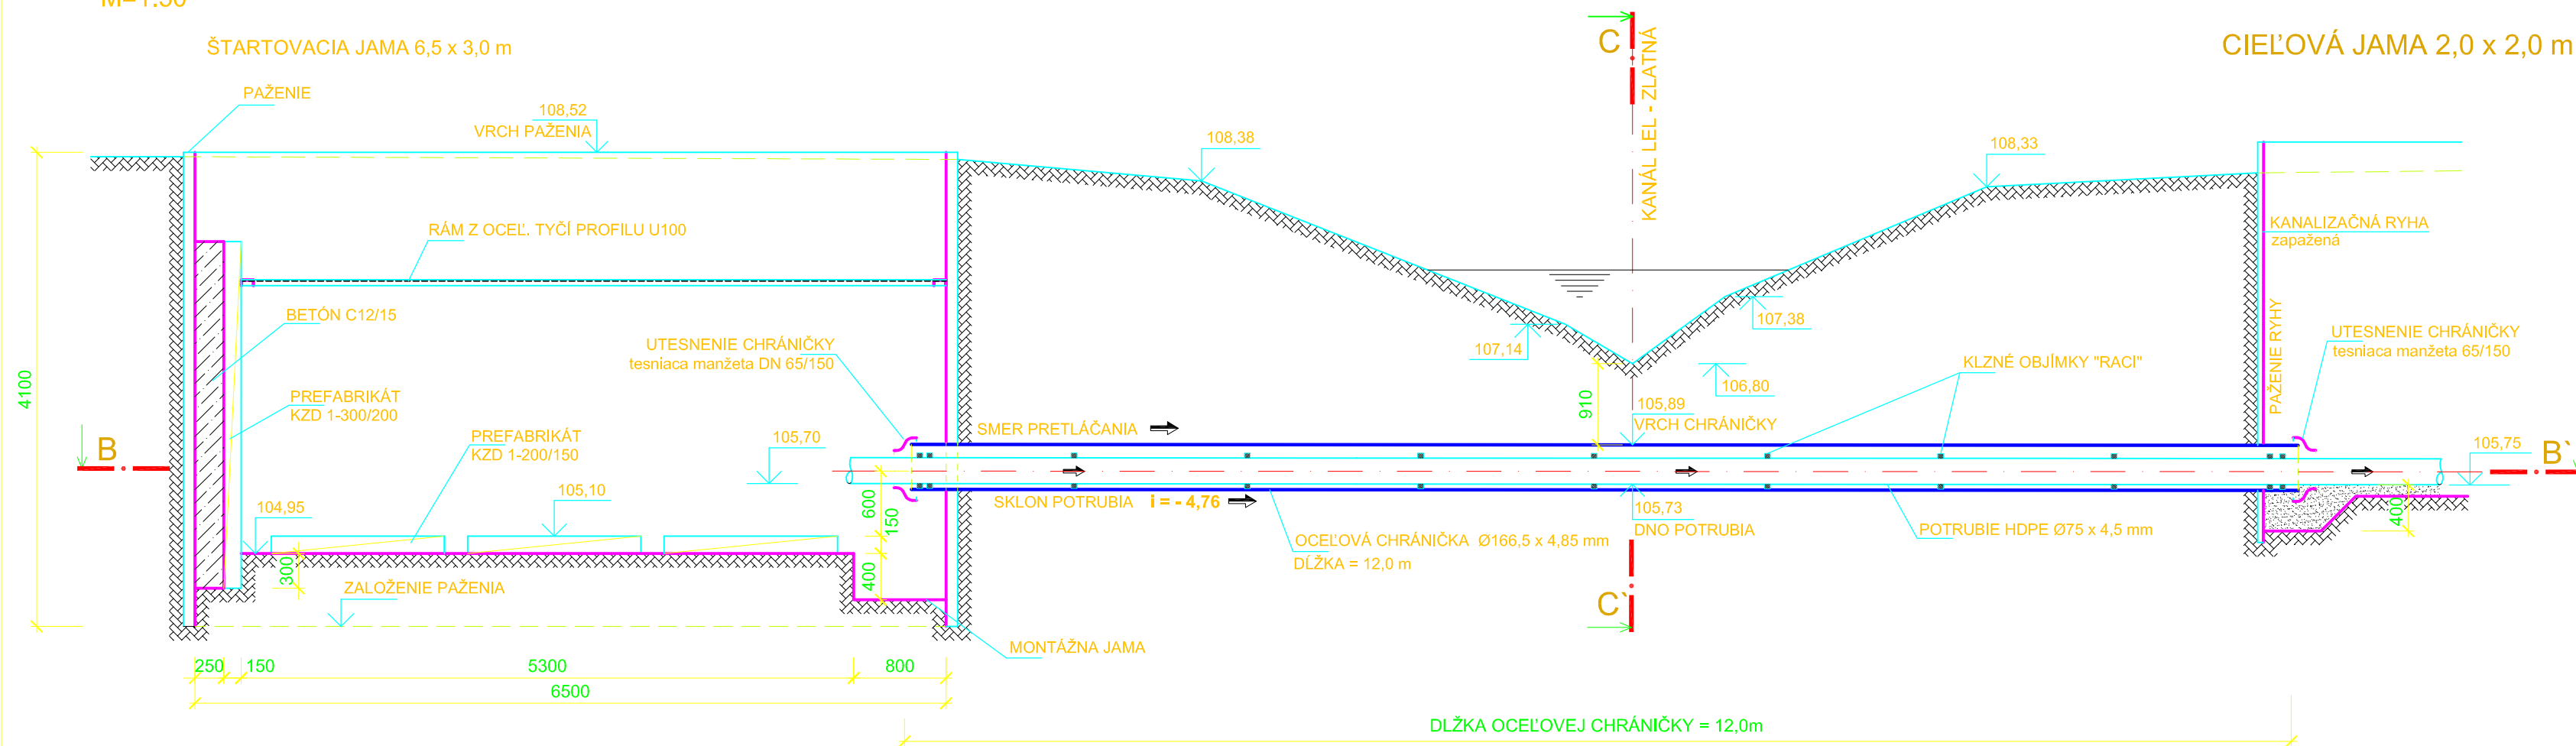 M=1:50
ŠTARTOVACIA JAMA 6,5 x 3,0 m
CIEĽOVÁ JAMA 2,0 x 2,0 m
PAŽENIE
108,52
VRCH PAŽENIA
C
KANÁL LEL - ZLATNÁ
108,38
108,33
RÁM Z OCEĽ. TYČÍ PROFILU U100
KANALIZAČNÁ RYHA
zapažená
BETÓN C12/15
UTESNENIE CHRÁNIČKY
tesniaca manžeta DN 65/150
107,14
107,38
106,80
KLZNÉ OBJÍMKY "RACI"
PAŽENIE RYHY
UTESNENIE CHRÁNIČKY
tesniaca manžeta 65/150
4100
PREFABRIKÁT
KZD 1-300/200
910
105,89
VRCH CHRÁNIČKY
SMER PRETLÁČANIA
B
PREFABRIKÁT
KZD 1-200/150
105,70
105,75
B`
104,95
105,10
600
150
SKLON POTRUBIA i = - 4,76
105,73
DNO POTRUBIA
400
OCEĽOVÁ CHRÁNIČKA Ø166,5 x 4,85 mm
DĹŽKA = 12,0 m
POTRUBIE HDPE Ø75 x 4,5 mm
300
400
ZALOŽENIE PAŽENIA
C`
MONTÁŽNA JAMA
250
150
5300
800
6500
DLŽKA OCEĽOVEJ CHRÁNIČKY = 12,0m